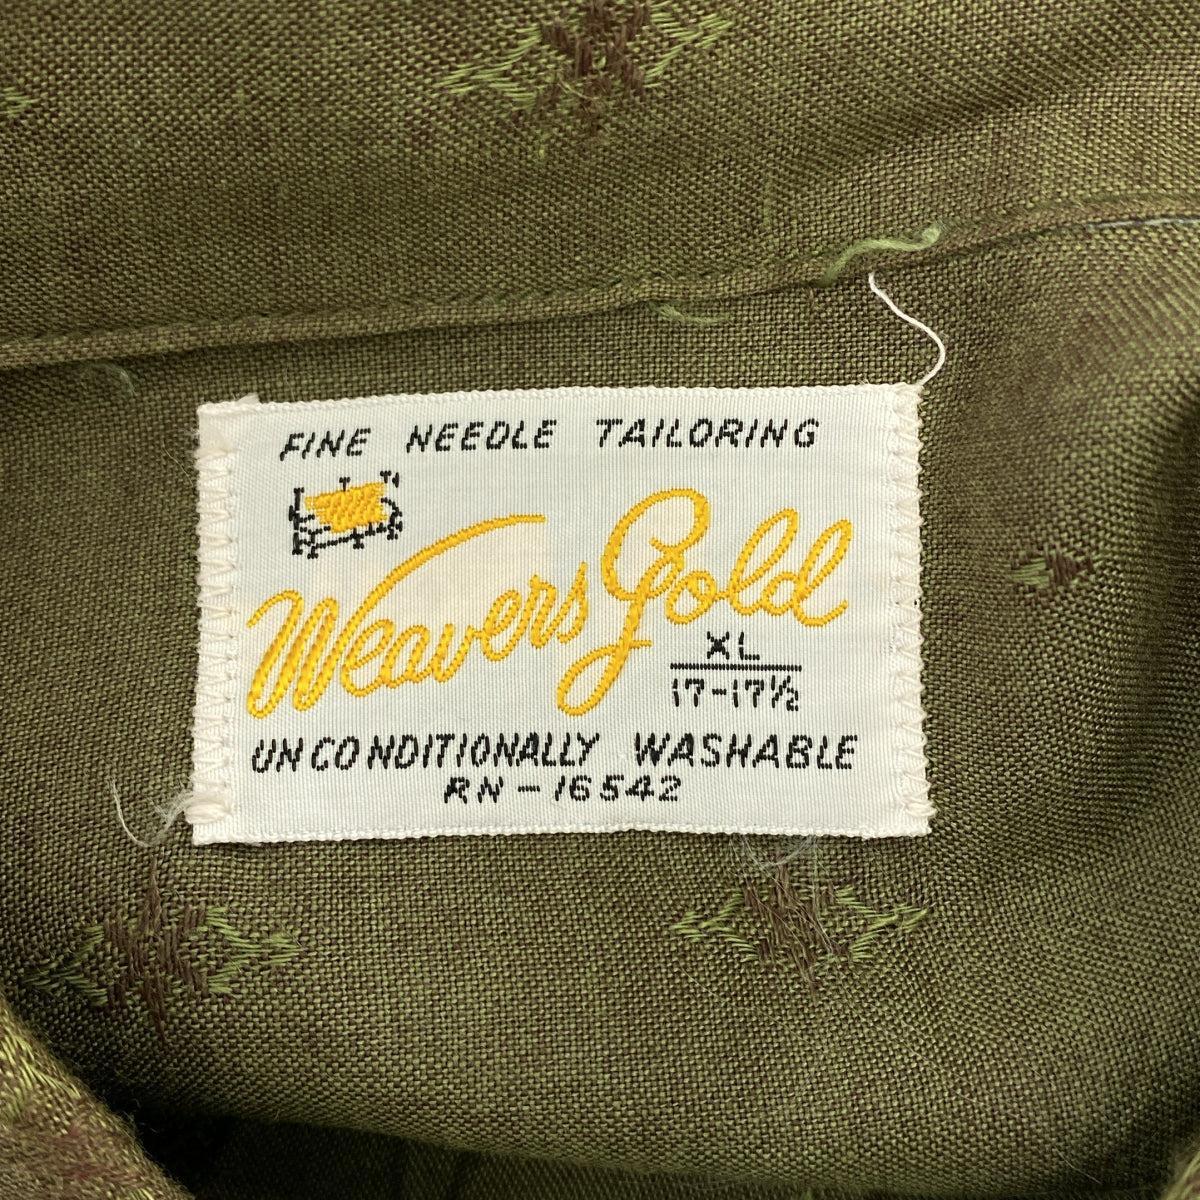 FINE NEEDLE TAILORING
Weavers Gold
XL
17-17½
UNCONDITIONALLY WASHABLE
RN-16542